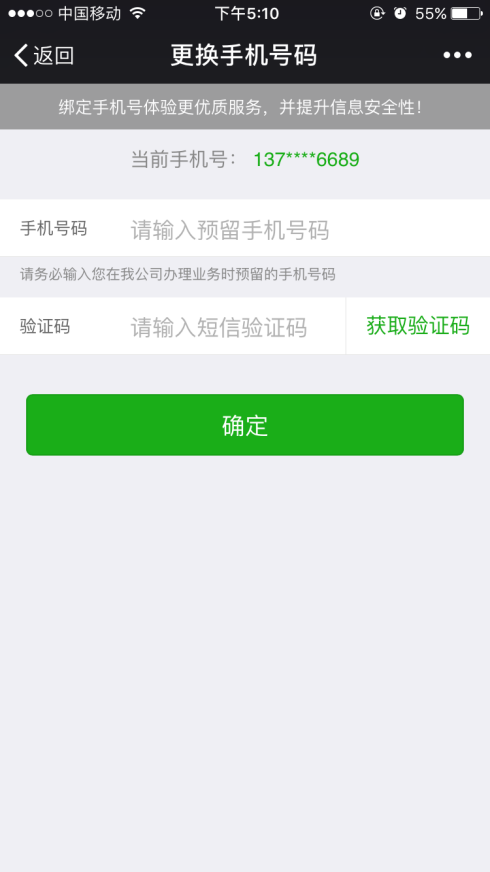 中国移动 下午5:10 55%
返回 更换手机号码
绑定手机号体验更优质服务，并提升信息安全性！
当前手机号： 137****6689
手机号码 请输入预留手机号码
请务必输入您在我公司办理业务时预留的手机号码
验证码 请输入短信验证码 获取验证码
确定